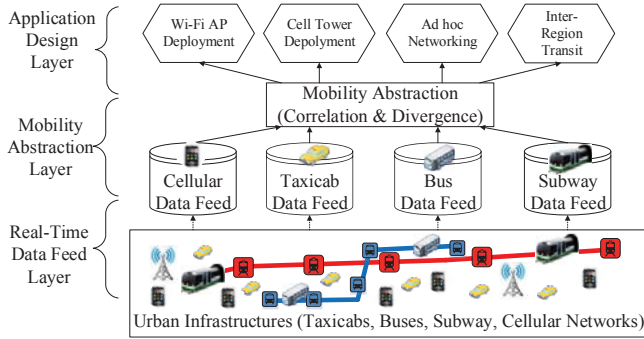 Application
Design
Layer
Wi-Fi AP
Deployment
Cell Tower
Depolyment
Ad hoc
Networking
Inter-
Region
Transit
Mobility
Abstraction
Layer
Mobility Abstraction
(Correlation & Divergence)
Cellular
Data Feed
Taxicab
Data Feed
Bus
Data Feed
Subway
Data Feed
Real-Time
Data Feed
Layer
Urban Infrastructures (Taxicabs, Buses, Subway, Cellular Networks)